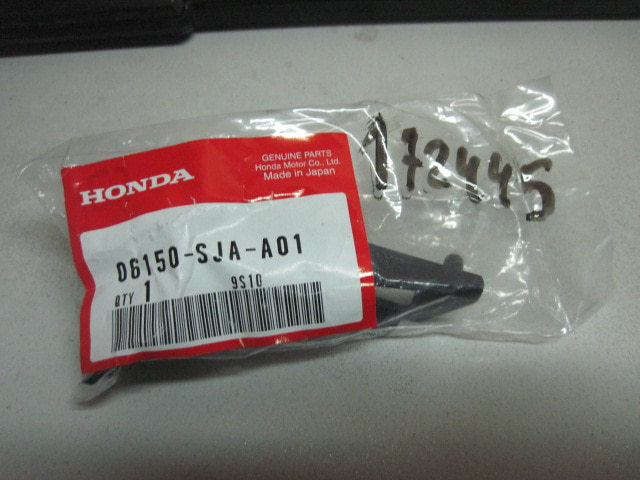 HONDA
GENUINE PARTS
Honda Motor Co., Ltd.
Made in Japan
06150-SJA-A01
QTY 1
9S10
172445